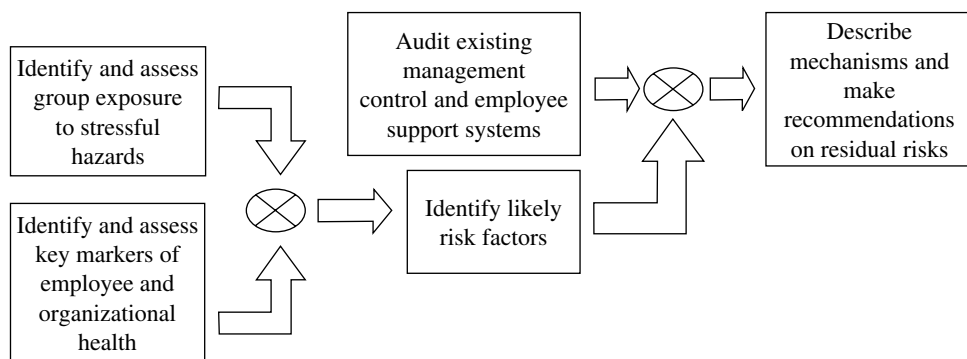 Identify and assess
group exposure
to stressful
hazards
Identify and assess
key markers of
employee and
organizational
health
Audit existing
management
control and employee
support systems
Identify likely
risk factors
Describe
mechanisms and
make
recommendations
on residual risks